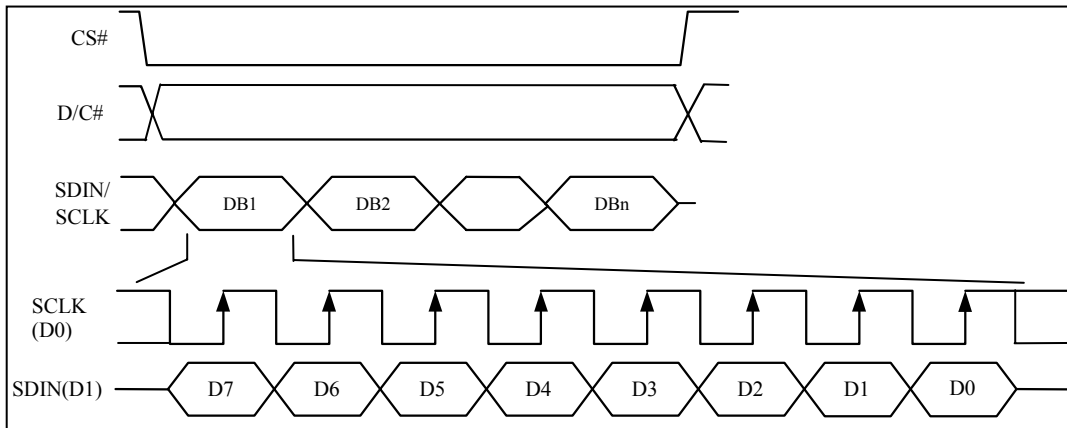 CS#
D/C#
SDIN/
SCLK
DB1 DB2 DBn
SCLK
(D0)
SDIN(D1) D7 D6 D5 D4 D3 D2 D1 D0